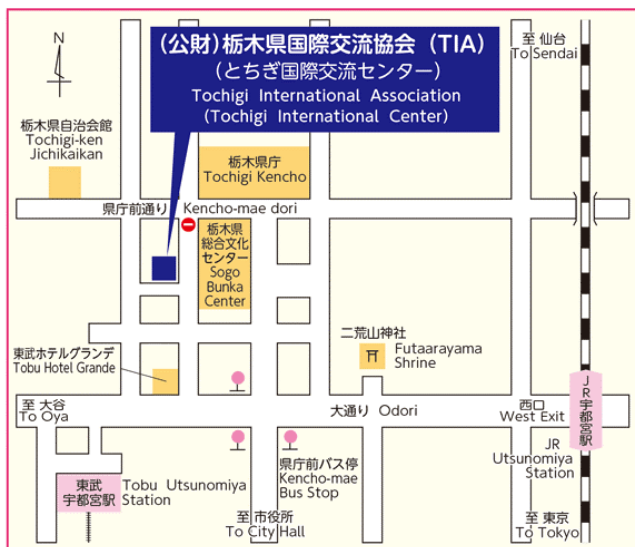 (公財)栃木県国際交流協会 (TIA)
(とちぎ国際交流センター)
Tochigi International Association
(Tochigi International Center)
至 仙台
To Sendai
N
栃木県自治会館
Tochigi-ken
Jichikaikan
栃木県庁
Tochigi Kencho
県庁前通り Kencho-mae dori
栃木県
総合文化
センター
Sogo
Bunka
Center
東武ホテルグランデ
Tobu Hotel Grande
二荒山神社
Futaarayama
Shrine
至 大谷
To Oya
大通り Odori
西口
West Exit
JR宇都宮駅
JR
Utsunomiya
Station
県庁前バス停
Kencho-mae
Bus Stop
東武
宇都宮駅
Tobu Utsunomiya
Station
至 市役所
To City Hall
至 東京
To Tokyo